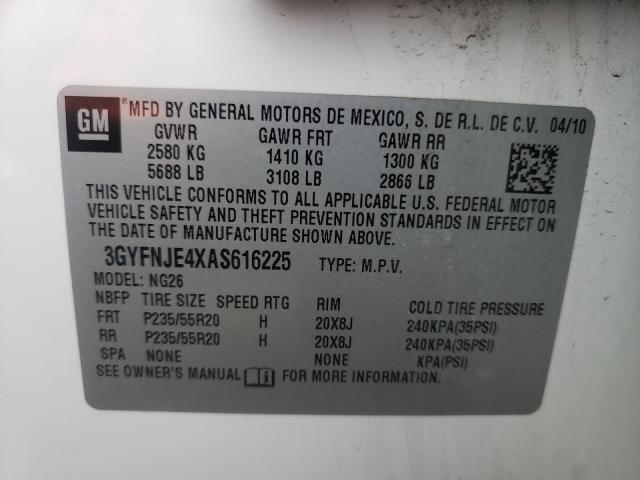 GM ®MFD BY GENERAL MOTORS DE MEXICO, S. DE R.L. DE C.V. 04/10
GVWR GAWR FRT GAWR RR
2580 KG 1410 KG 1300 KG
5688 LB 3108 LB 2866 LB
THIS VEHICLE CONFORMS TO ALL APPLICABLE U.S. FEDERAL MOTOR
VEHICLE SAFETY AND THEFT PREVENTION STANDARDS IN EFFECT ON
THE DATE OF MANUFACTURE SHOWN ABOVE.
3GYFNJE4XAS616225 TYPE: M.P.V.
MODEL: NG26
NBFP TIRE SIZE SPEED RTG RIM COLD TIRE PRESSURE
FRT P235/55R20 H 20X8J 240KPA(35PSI)
RR P235/55R20 H 20X8J 240KPA(35PSI)
SPA NONE NONE KPA(PSI)
SEE OWNER'S MANUAL FOR MORE INFORMATION.